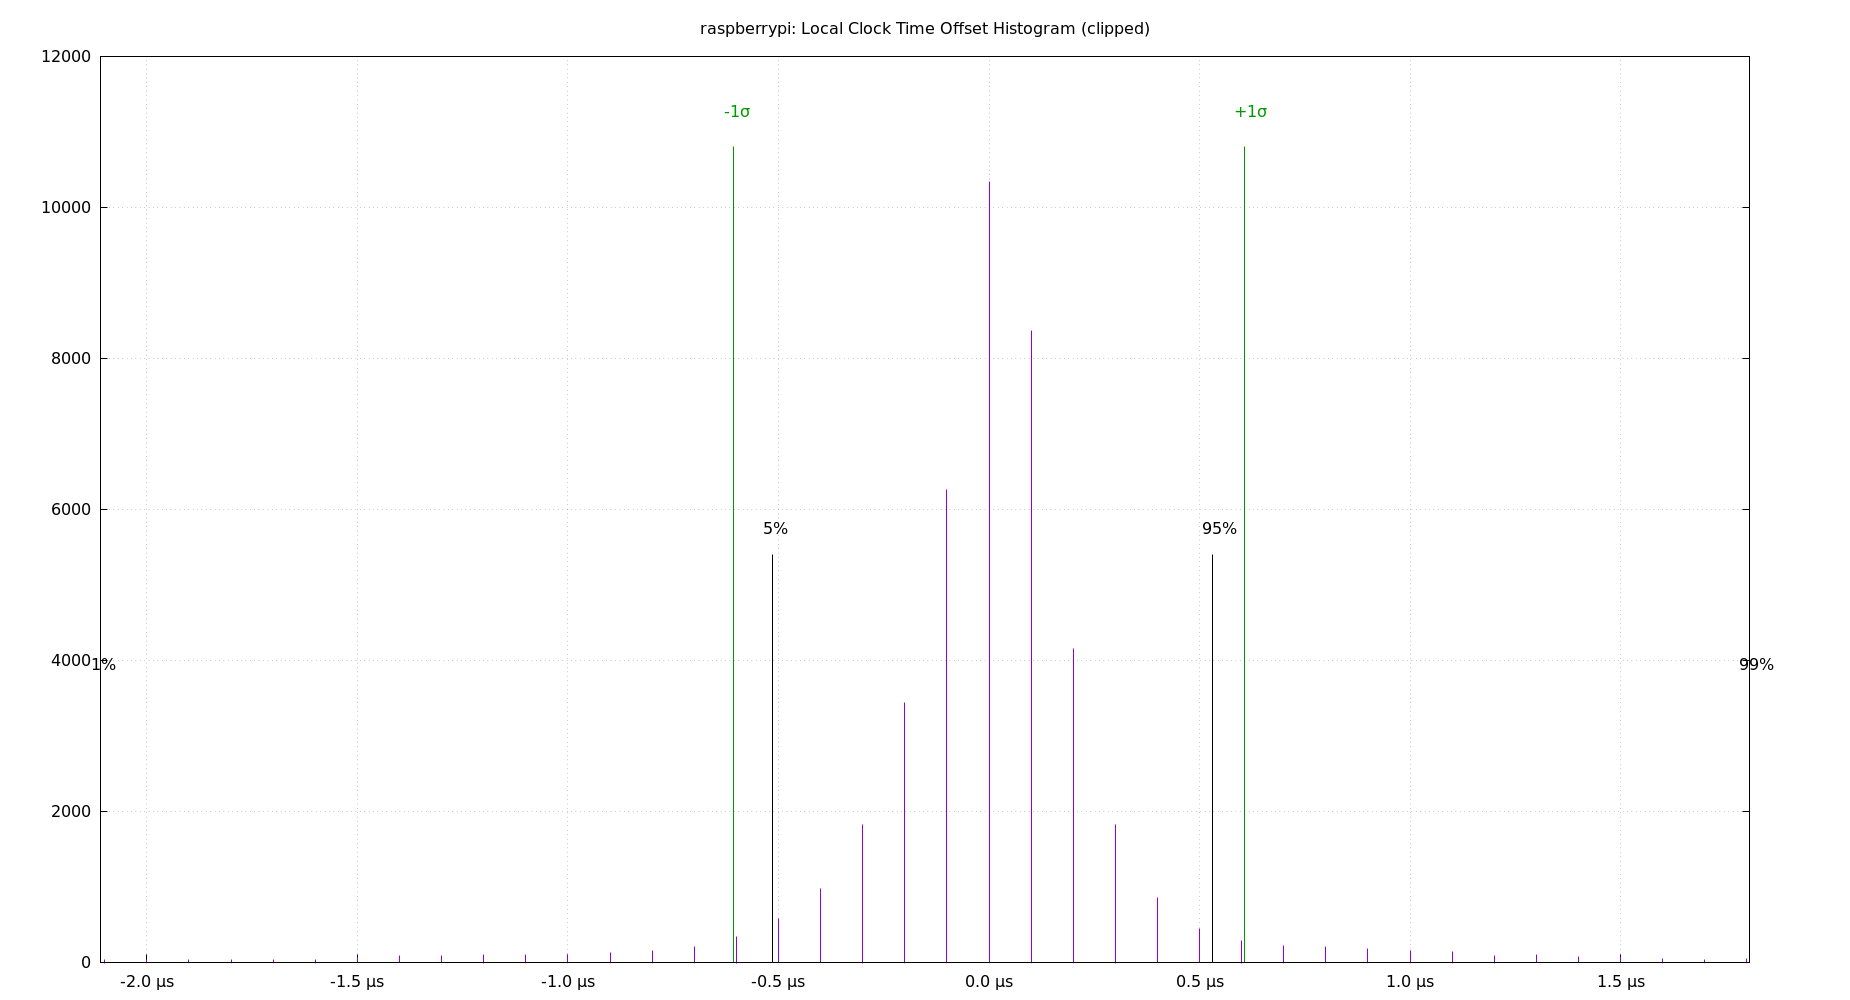 raspberrypi: Local Clock Time Offset Histogram (clipped)
12000
-1σ +1σ
10000
8000
6000
5% 95%
4000 1% 99%
2000
0
-2.0 µs -1.5 µs -1.0 µs -0.5 µs 0.0 µs 0.5 µs 1.0 µs 1.5 µs